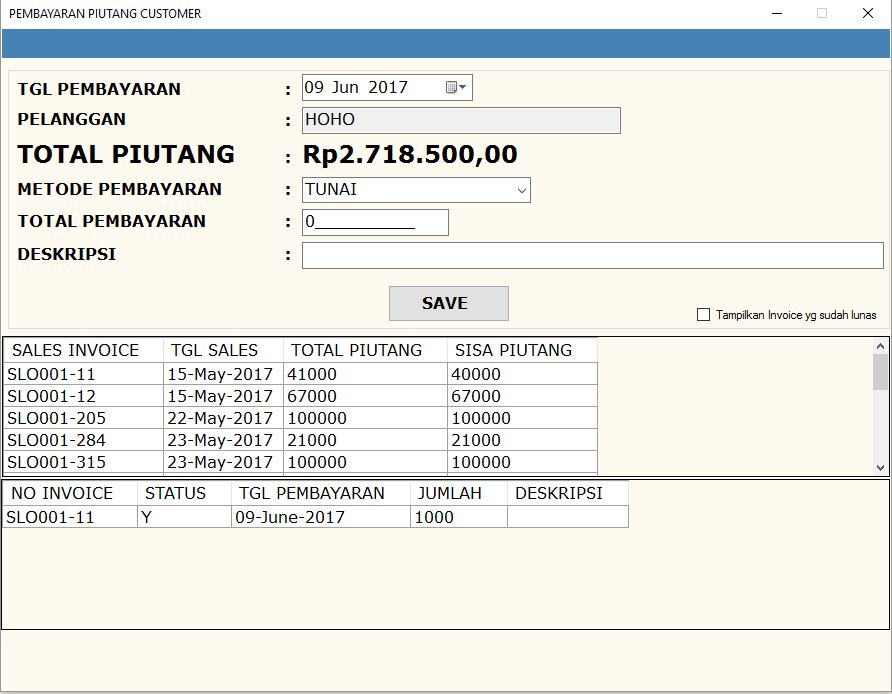 PEMBAYARAN PIUTANG CUSTOMER
TGL PEMBAYARAN : 09 Jun 2017
PELANGGAN : HOHO
TOTAL PIUTANG : Rp2.718.500,00
METODE PEMBAYARAN : TUNAI
TOTAL PEMBAYARAN : 0__________
DESKRIPSI :
SAVE
Tampilkan Invoice yg sudah lunas
SALES INVOICE TGL SALES TOTAL PIUTANG SISA PIUTANG
SLO001-11 15-May-2017 41000 40000
SLO001-12 15-May-2017 67000 67000
SLO001-205 22-May-2017 100000 100000
SLO001-284 23-May-2017 21000 21000
SLO001-315 23-May-2017 100000 100000
NO INVOICE STATUS TGL PEMBAYARAN JUMLAH DESKRIPSI
SLO001-11 Y 09-June-2017 1000